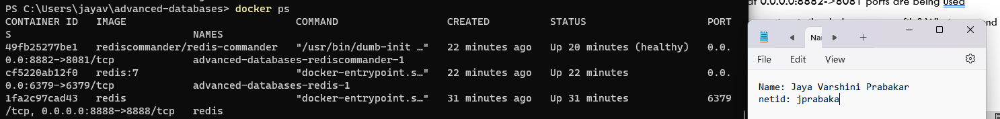 PS C:\Users\jayav\advanced-databases> docker ps
CONTAINER ID   IMAGE                         COMMAND                  CREATED          STATUS                    PORT
S                        NAMES
49fb25277be1   rediscommander/redis-commander   "/usr/bin/dumb-init …"   22 minutes ago   Up 20 minutes (healthy)   0.0.
0.0:8882->8081/tcp       advanced-databases-rediscommander-1
cf5220ab12f0   redis:7                          "docker-entrypoint.s…"   22 minutes ago   Up 22 minutes             0.0.
0.0:6379->6379/tcp       advanced-databases-redis-1
1fa2c97cad43   redis                            "docker-entrypoint.s…"   31 minutes ago   Up 31 minutes             6379
/tcp, 0.0.0.0:8888->8888/tcp   redis
0.0.0.0:8882->8081 ports are being used
File Edit View
Name: Jaya Varshini Prabakar
netid: jprabaka